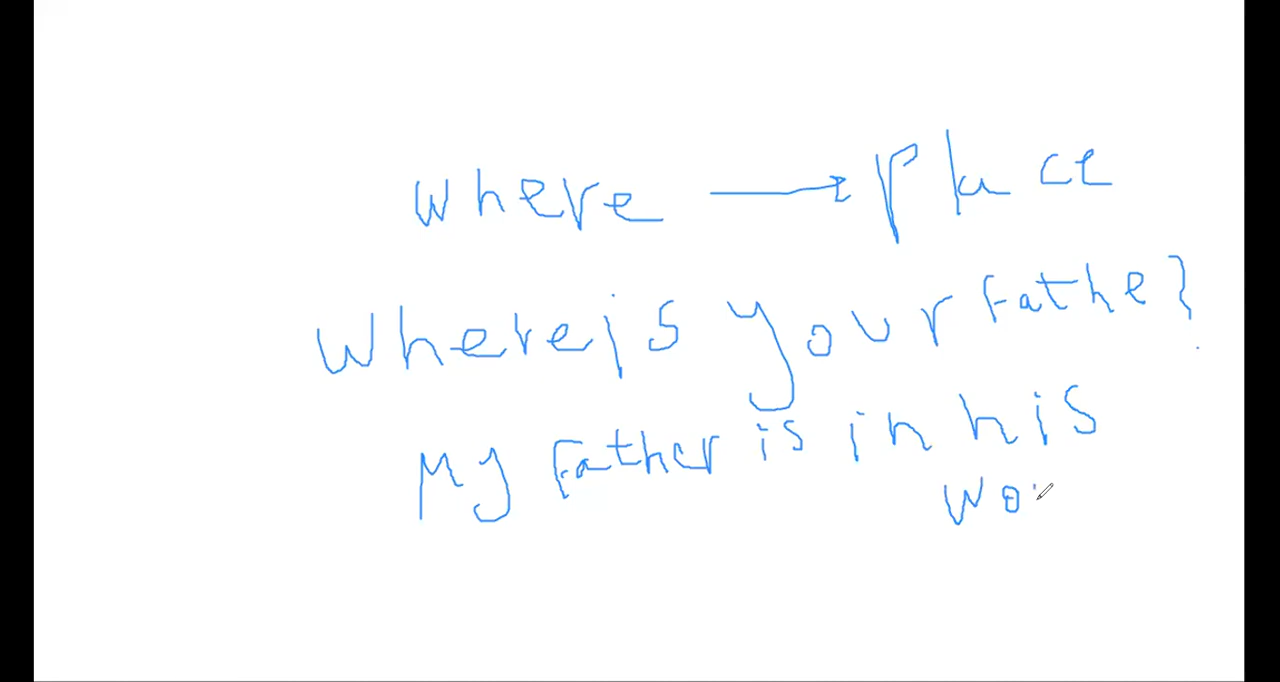 where → place
where is your Fathe?
My Father is in his
wo